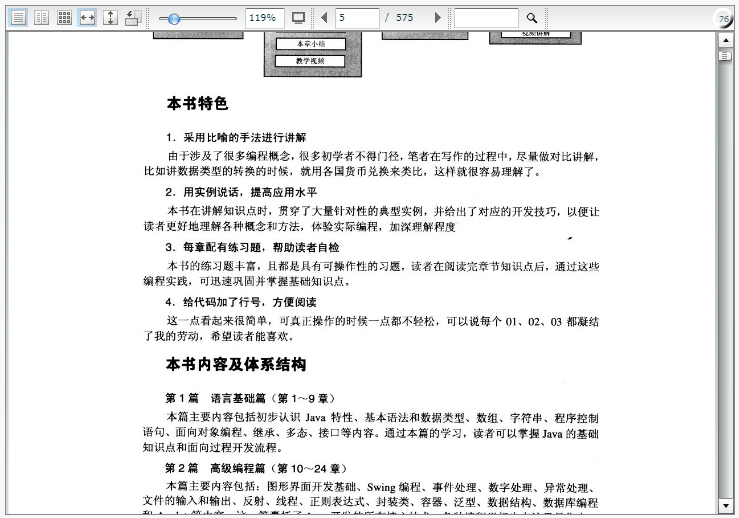 119%
5 / 575
76
本章小结
视频讲解
教学视频
本书特色
1．采用比喻的手法进行讲解
由于涉及了很多编程概念，很多初学者不得门径，笔者在写作的过程中，尽量做对比讲解，
比如讲数据类型的转换的时候，就用各国货币兑换来类比，这样就很容易理解了。
2．用实例说话，提高应用水平
本书在讲解知识点时，贯穿了大量针对性的典型实例，并给出了对应的开发技巧，以便让
读者更好地理解各种概念和方法，体验实际编程，加深理解程度
3．每章配有练习题，帮助读者自检
本书的练习题丰富，且都是具有可操作性的习题，读者在阅读完章节知识点后，通过这些
编程实践，可迅速巩固并掌握基础知识点。
4．给代码加了行号，方便阅读
这一点看起来很简单，可真正操作的时候一点都不轻松，可以说每个 01、02、03 都凝结
了我的劳动，希望读者能喜欢。
本书内容及体系结构
第 1 篇　语言基础篇（第 1～9 章）
本篇主要内容包括初步认识 Java 特性、基本语法和数据类型、数组、字符串、程序控制
语句、面向对象编程、继承、多态、接口等内容。通过本篇的学习，读者可以掌握 Java 的基础
知识点和面向过程开发流程。
第 2 篇　高级编程篇（第 10～24 章）
本篇主要内容包括：图形界面开发基础、Swing 编程、事件处理、数字处理、异常处理、
文件的输入和输出、反射、线程、正则表达式、封装类、容器、泛型、数据结构、数据库编程